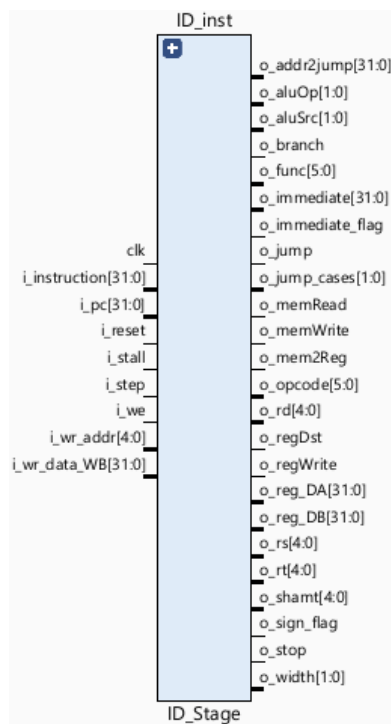 ID_inst
clk
i_instruction[31:0]
i_pc[31:0]
i_reset
i_stall
i_step
i_we
i_wr_addr[4:0]
i_wr_data_WB[31:0]
o_addr2jump[31:0]
o_aluOp[1:0]
o_aluSrc[1:0]
o_branch
o_func[5:0]
o_immediate[31:0]
o_immediate_flag
o_jump
o_jump_cases[1:0]
o_memRead
o_memWrite
o_mem2Reg
o_opcode[5:0]
o_rd[4:0]
o_regDst
o_regWrite
o_reg_DA[31:0]
o_reg_DB[31:0]
o_rs[4:0]
o_rt[4:0]
o_shamt[4:0]
o_sign_flag
o_stop
o_width[1:0]
ID_Stage